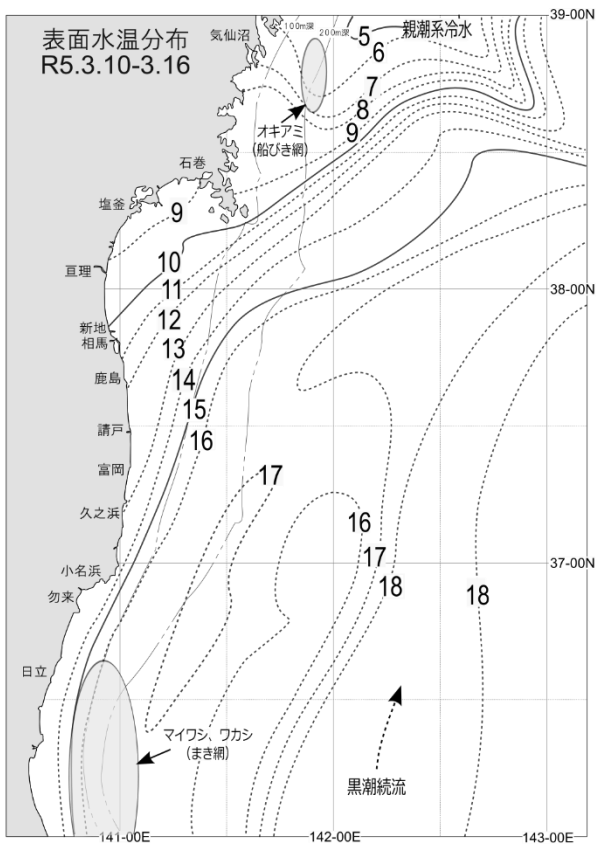 表面水温分布
R5.3.10-3.16
気仙沼
100m深
200m深
5
親潮系冷水
39-00N
6
7
8
9
オキアミ
(船びき網)
石巻
塩釜
9
亘理
10
11
38-00N
新地
12
相馬
13
鹿島
14
15
請戸
16
富岡
17
久之浜
16
小名浜
17
37-00N
勿来
18
18
日立
マイワシ、ワカシ
(まき網)
黒潮続流
141-00E
142-00E
143-00E